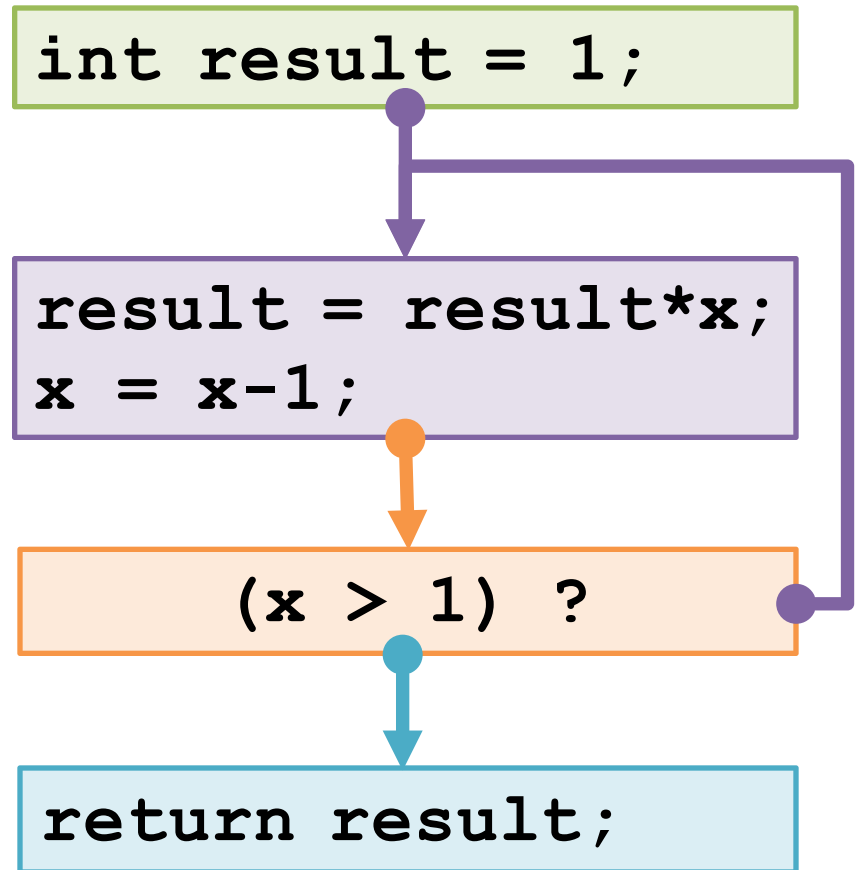 int result = 1;
result = result*x;
x = x-1;
(x > 1) ?
return result;